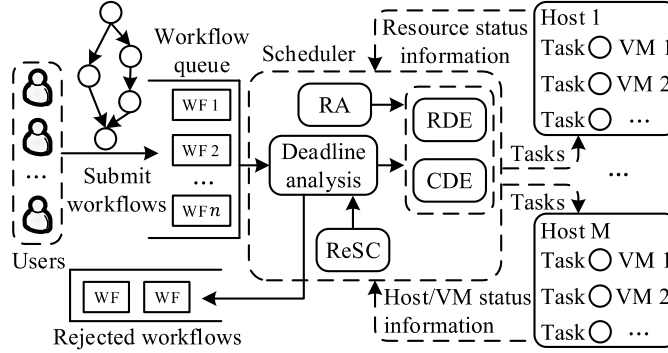 Workflow
queue
WF 1
WF 2
...
WF n
Users
...
Submit
workflows
Rejected workflows
WF WF
Scheduler
RA
Deadline
analysis
ReSC
RDE
CDE
Resource status
information
Host/VM status
information
Tasks
Tasks
Host 1
Task VM 1
Task VM 2
Task ...
...
Host M
Task VM 1
Task VM 2
Task ...